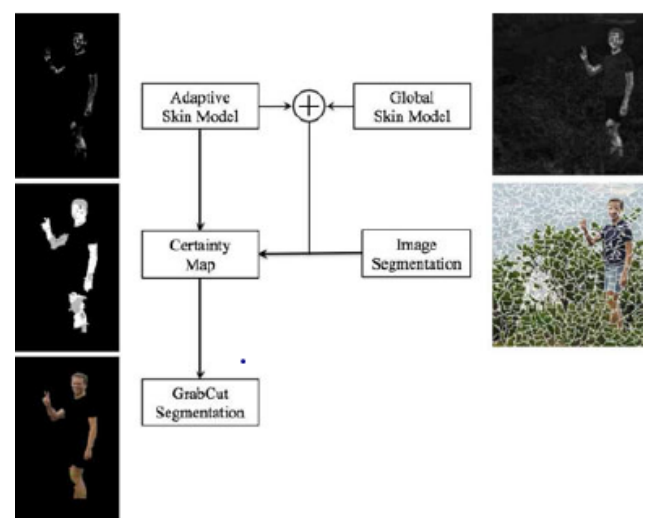 Adaptive
Skin Model
Global
Skin Model
Certainty
Map
Image
Segmentation
GrabCut
Segmentation